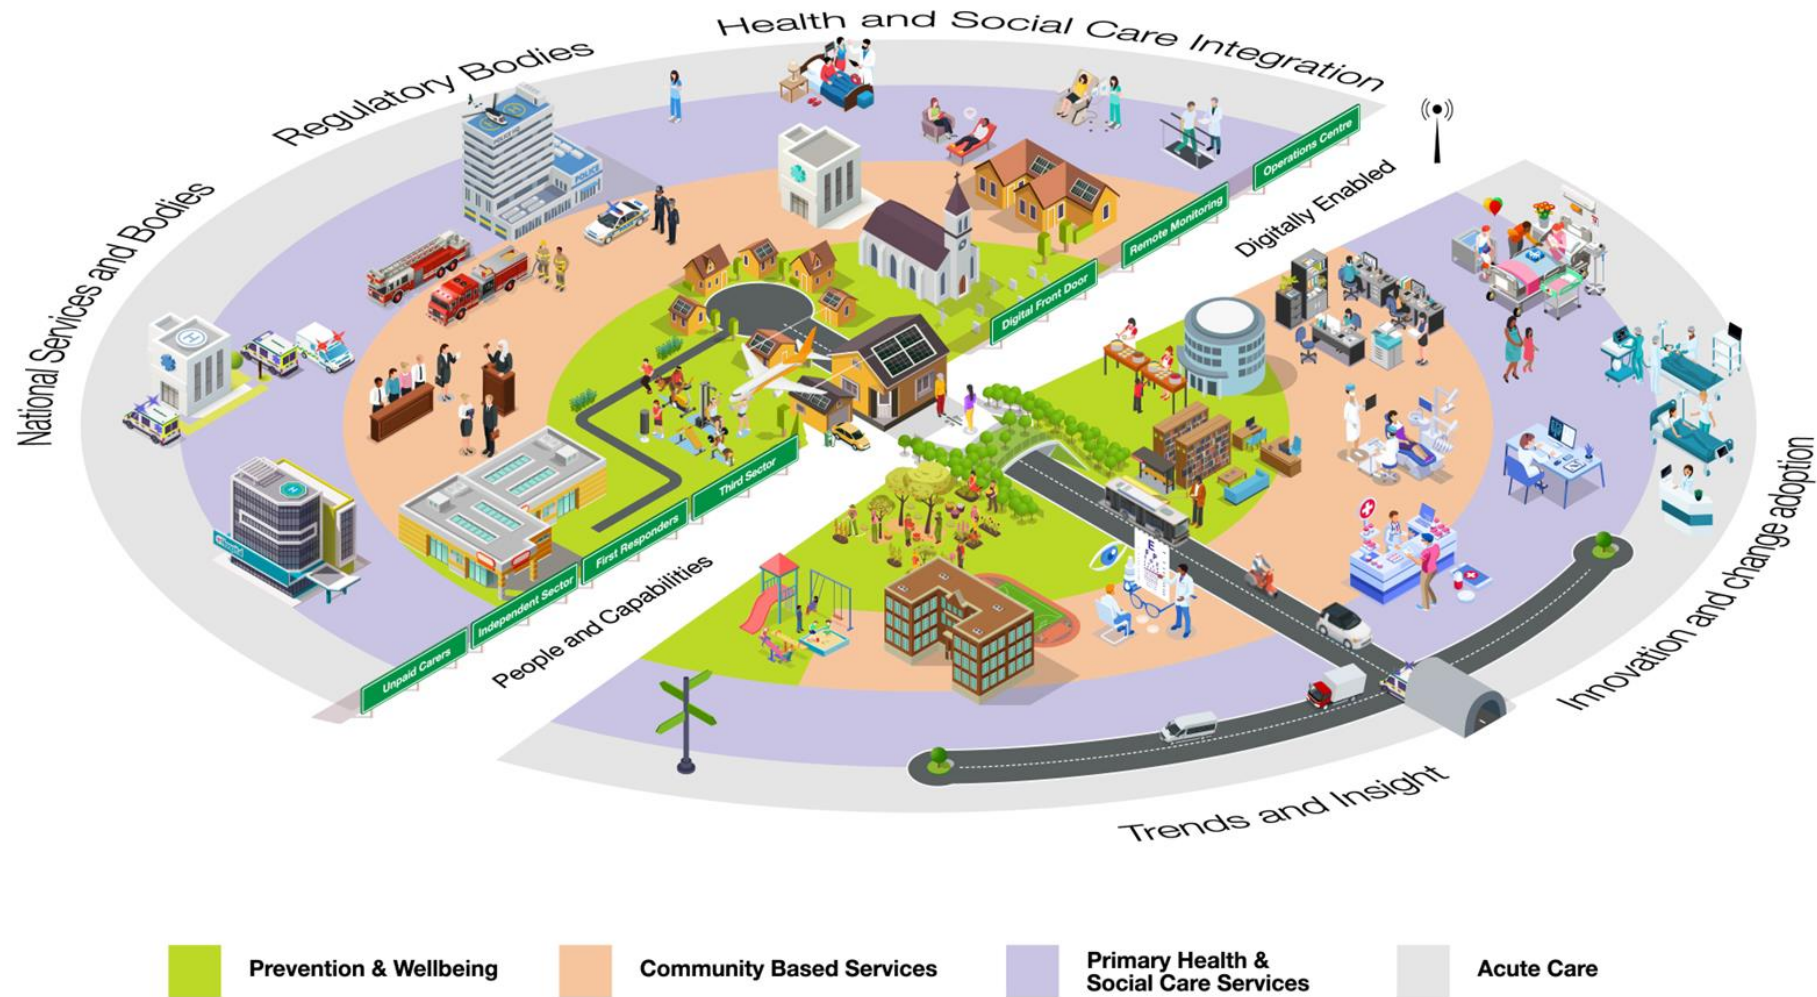 Health and Social Care Integration
Regulatory Bodies
National Services and Bodies
POLICE
Operations Centre
Remote Monitoring
Digital Front Door
Digitally Enabled
Third Sector
First Responders
Independent Sector
Unpaid Carers
People and Capabilities
Innovation and change adoption
Trends and Insight
Prevention & Wellbeing
Community Based Services
Primary Health &
Social Care Services
Acute Care